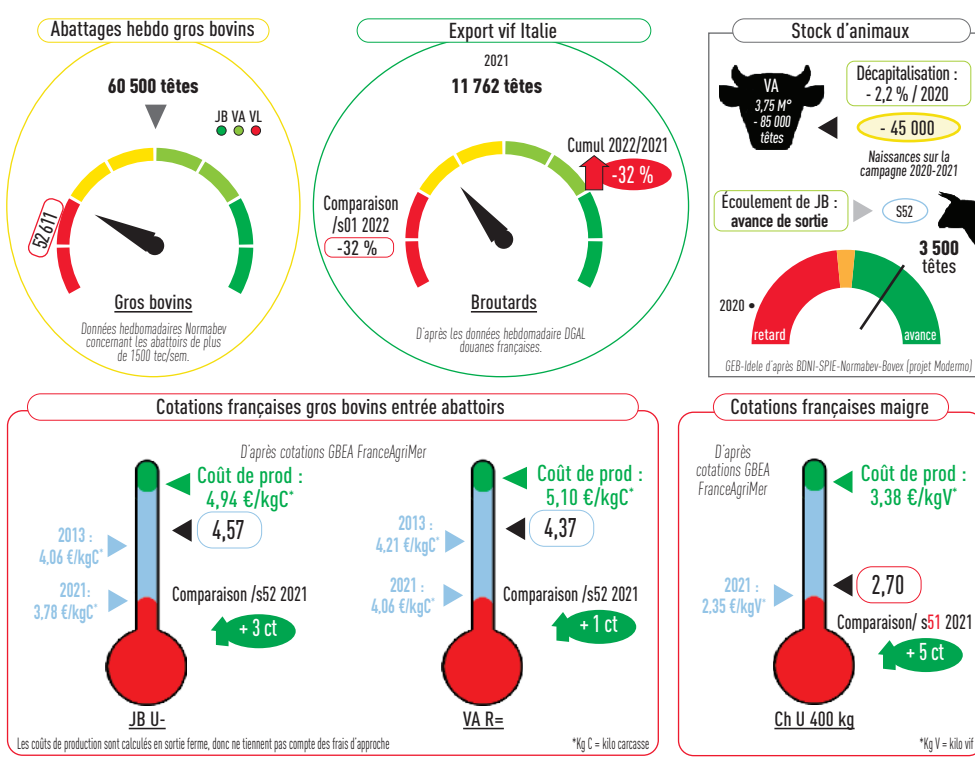 Abattages hebdo gros bovins
60 500 têtes
JB VA VL
52 611
Gros bovins
Données hedbomadaires Normabev
concernant les abattoirs de plus
de 1500 tec/sem.
Export vif Italie
2021
11 762 têtes
Cumul 2022/2021
-32 %
Comparaison
/s01 2022
-32 %
Broutards
D'après les données hebdomadaire DGAL
douanes françaises.
Stock d'animaux
VA
3,75 M°
- 85 000
têtes
Décapitalisation :
- 2,2 % / 2020
- 45 000
Naissances sur la
campagne 2020-2021
Écoulement de JB :
avance de sortie
S52
3 500
têtes
2020
retard
avance
GEB-Idele d'après BDNI-SPIE-Normabev-Bovex (projet Modemo)
Cotations françaises gros bovins entrée abattoirs
D'après cotations GBEA FranceAgriMer
Coût de prod :
4,94 €/kgC*
4,57
2013 :
4,06 €/kgC*
2021:
3,78 €/kgC*
Comparaison /s52 2021
+ 3 ct
JB U-
Coût de prod :
5,10 €/kgC*
4,37
2013 :
4,21 €/kgC*
2021 :
4,06 €/kgC*
Comparaison /s52 2021
+ 1 ct
VA R=
Les coûts de production sont calculés en sortie ferme, donc ne tiennent pas compte des frais d'approche
*Kg C = kilo carcasse
Cotations françaises maigre
D'après
cotations GBEA
FranceAgriMer
Coût de prod :
3,38 €/kgV*
2021 :
2,35 €/kgV*
2,70
Comparaison/ s51 2021
+ 5 ct
Ch U 400 kg
*Kg V = kilo vif